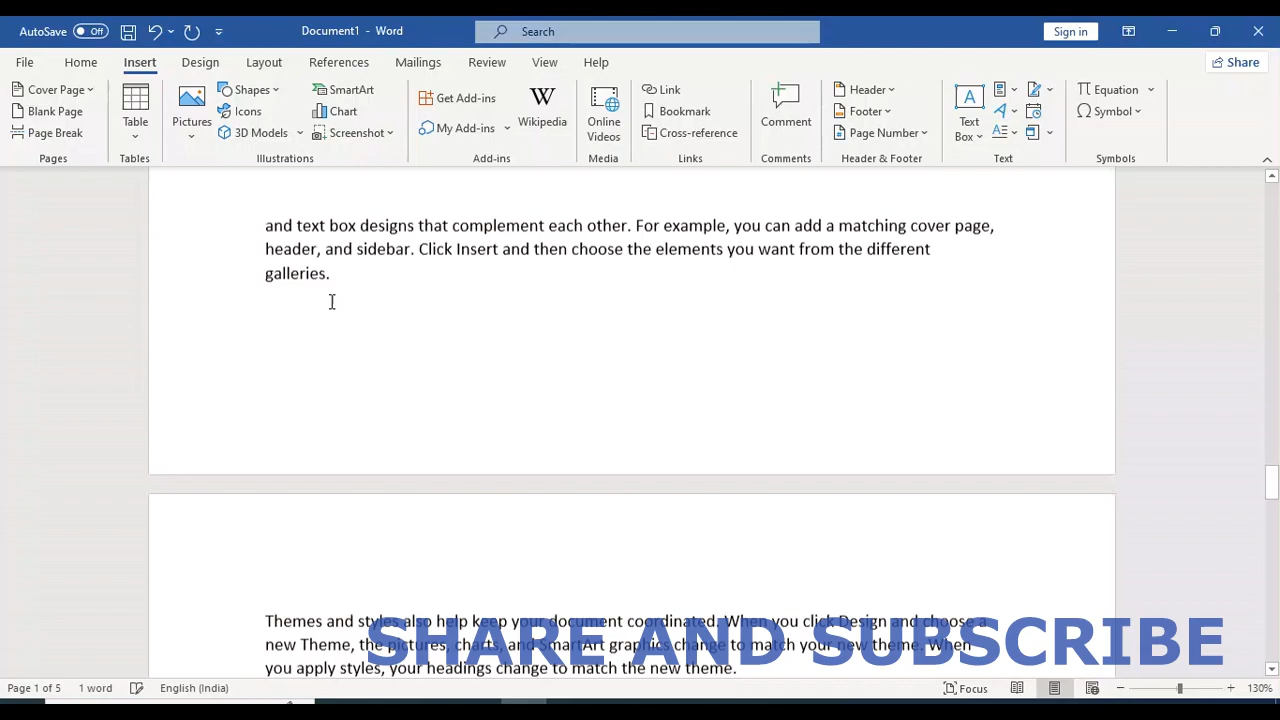 AutoSave Off Document1 - Word Search Sign in
File Home Insert Design Layout References Mailings Review View Help Share
Cover Page
Blank Page
Page Break
Pages
Table
Tables
Pictures
Shapes
Icons
3D Models
SmartArt
Chart
Screenshot
Illustrations
Get Add-ins
My Add-ins
W
Wikipedia
Add-ins
Online
Videos
Media
Link
Bookmark
Cross-reference
Links
Comment
Comments
Header
Footer
Page Number
Header & Footer
A
Text
Box
Text
Equation
Symbol
Symbols
and text box designs that complement each other. For example, you can add a matching cover page,
header, and sidebar. Click Insert and then choose the elements you want from the different
galleries.
Themes and styles also help keep your document coordinated. When you click Design and choose a
new Theme, the pictures, charts, and SmartArt graphics change to match your new theme. When
you apply styles, your headings change to match the new theme.
SHARE AND SUBSCRIBE
Page 1 of 5 1 word English (India) Focus 130%